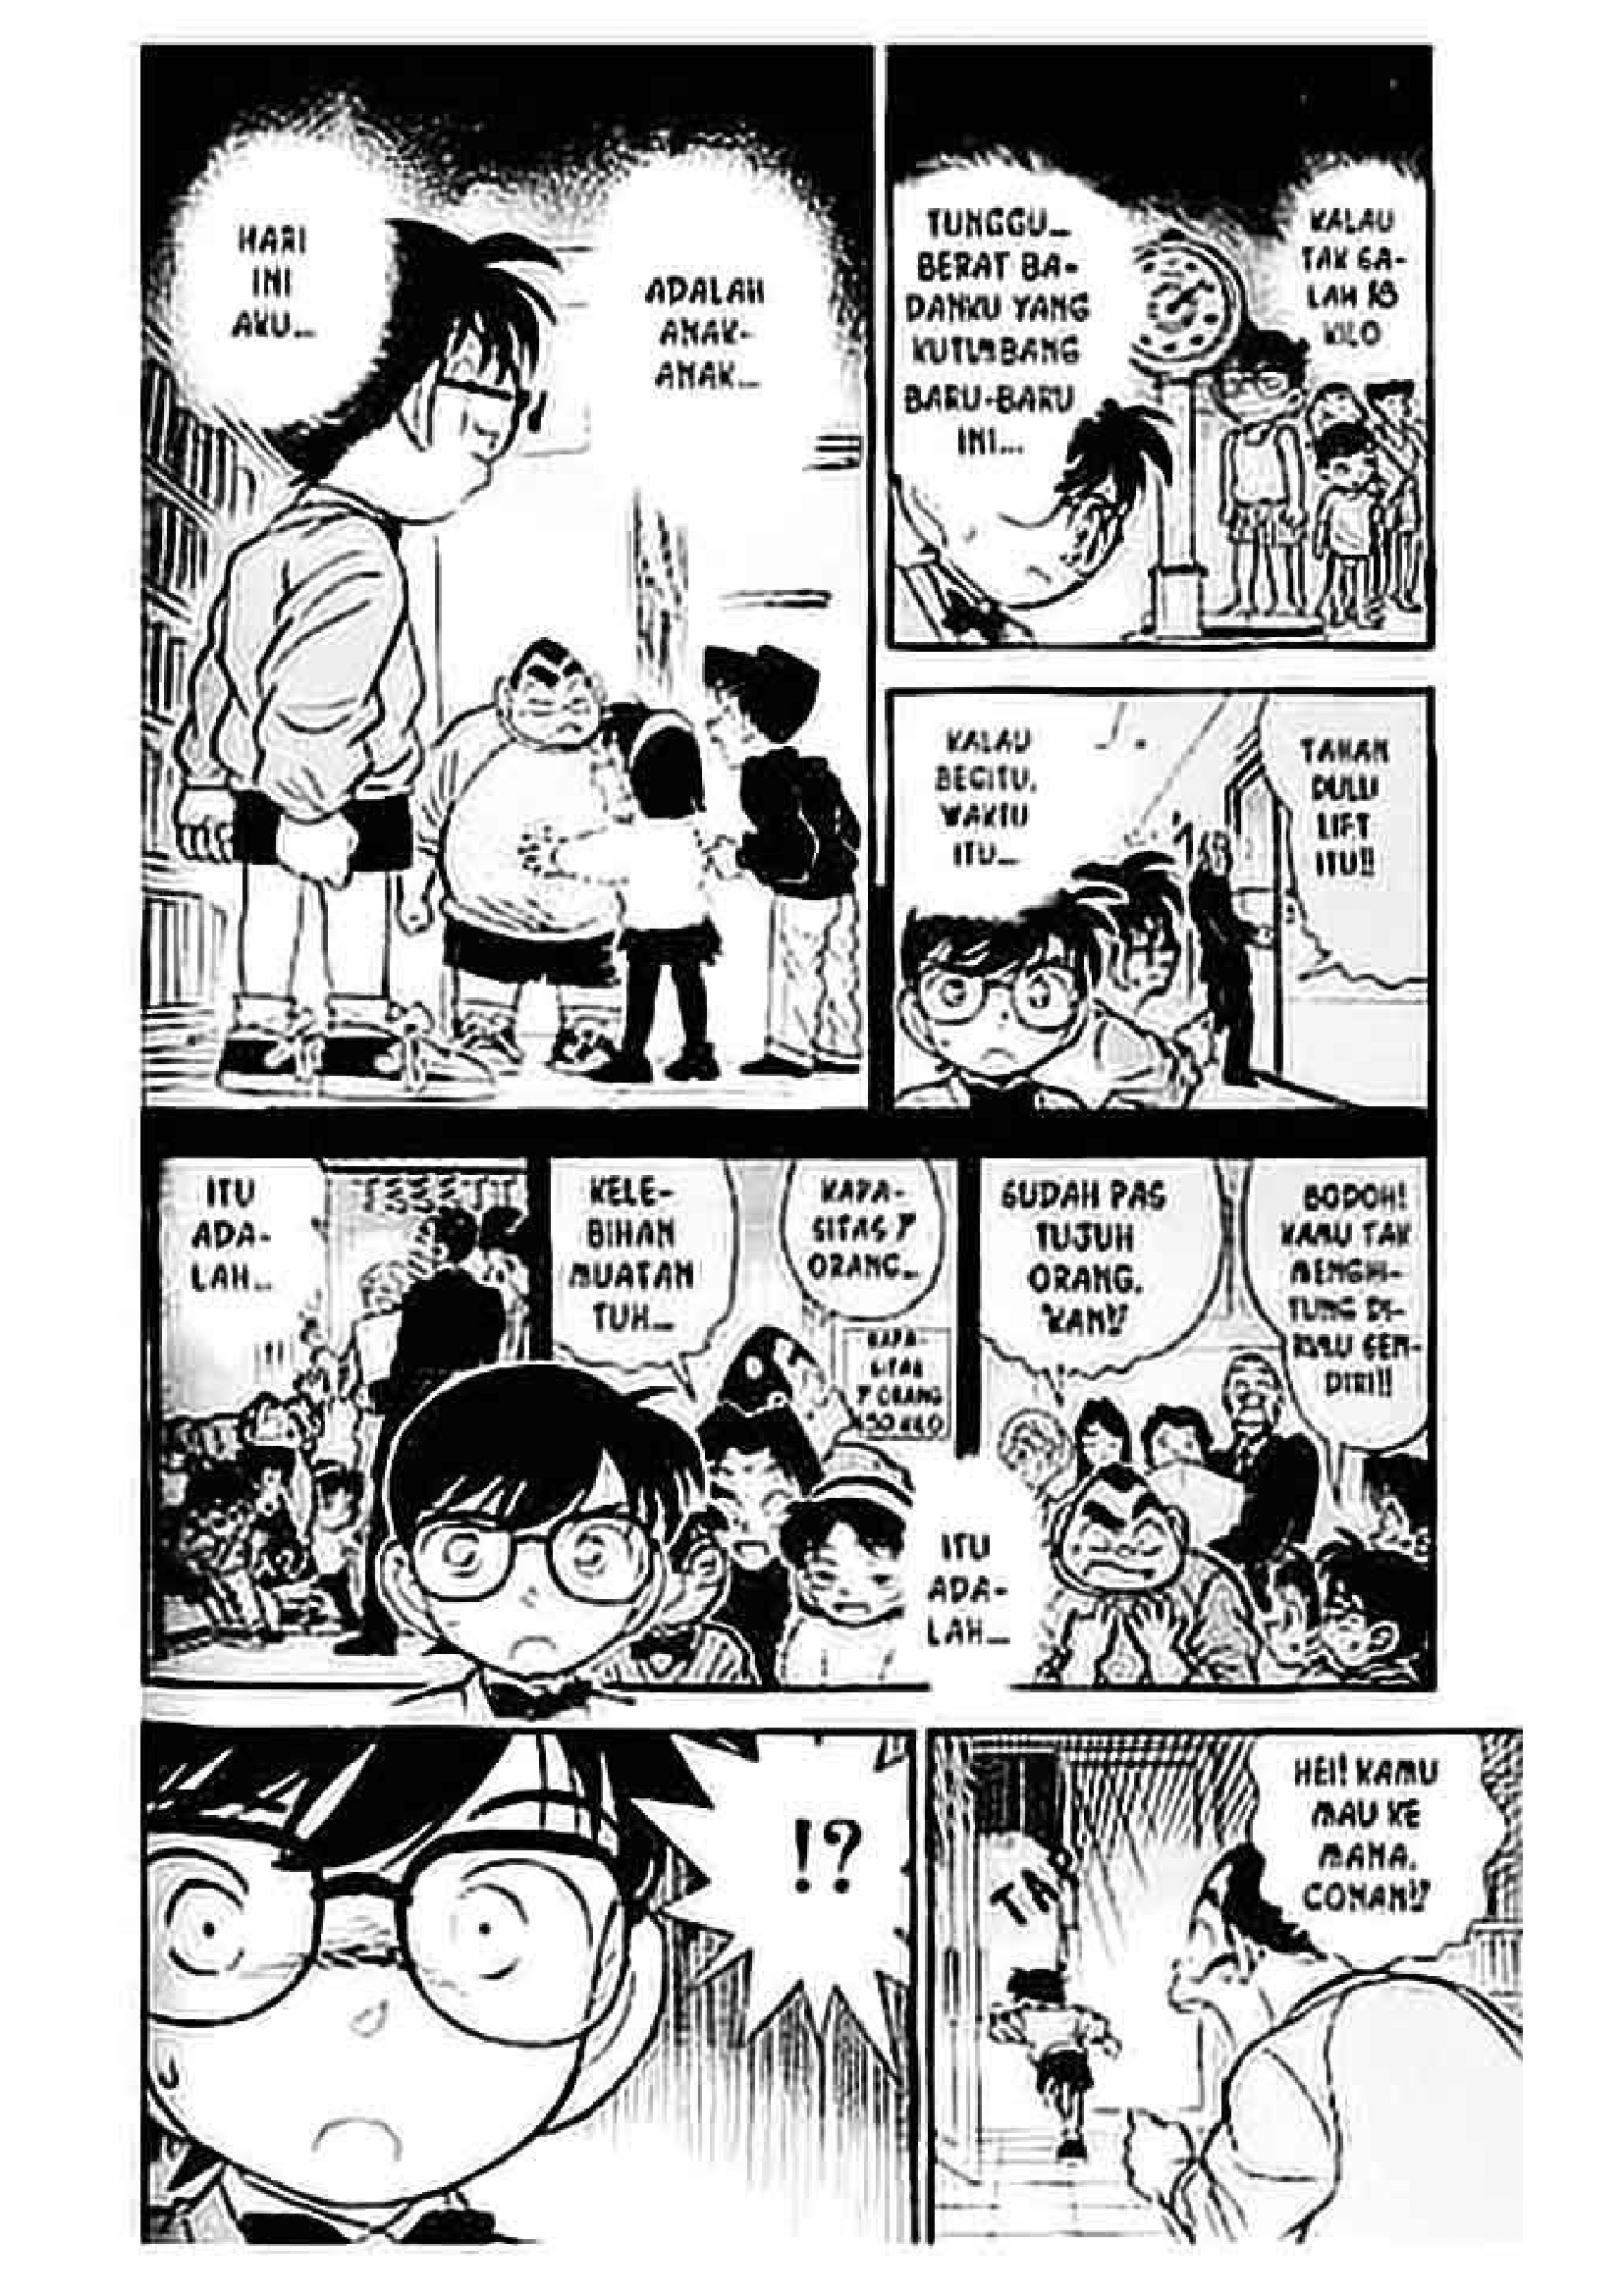 KALAU
TAK SA-
LAH 18
KILO
TUNGGU...
BERAT BA-
DANKU YANG
KUTIMBANG
BARU-BARU
INI...
TAHAN
DULU
LIFT
ITU!!
KALAU
BEGITU,
WAKTU
ITU...
ADALAH
ANAK-
ANAK...
HARI
INI
AKU...
BODOH!
KAMU TAK
MENGHI-
TUNG DI-
RIMU SEN-
DIRI!!
SUDAH PAS
TUJUH
ORANG,
'KAN!?
ITU
ADA-
LAH...
KAPA-
SITAS 7
ORANG...
KAPA-
SITAS
7 ORANG
450 KILO
KELE-
BIHAN
MUATAN
TUH...
ITU
ADA-
LAH...
HEI! KAMU
MAU KE
MANA,
CONAN!?
TAP
!?